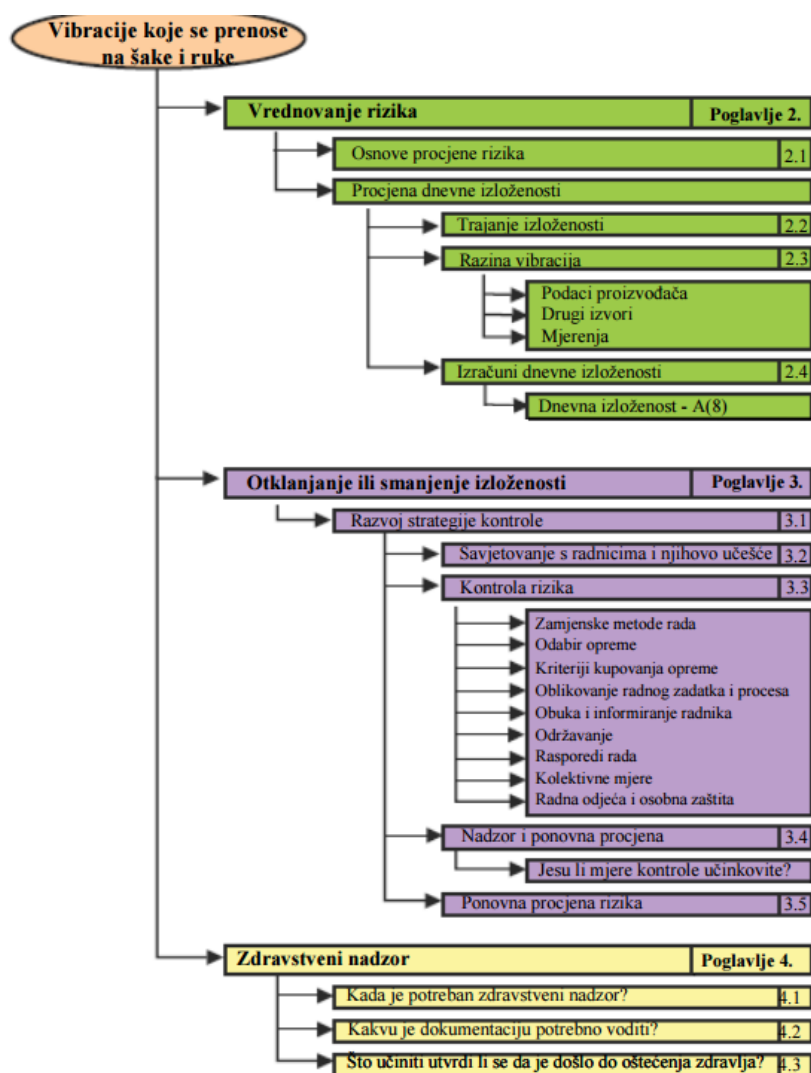 Vibracije koje se prenose
na šake i ruke
Vrednovanje rizika Poglavlje 2.
Osnove procjene rizika 2.1
Procjena dnevne izloženosti
Trajanje izloženosti 2.2
Razina vibracija 2.3
Podaci proizvođača
Drugi izvori
Mjerenja
Izračuni dnevne izloženosti 2.4
Dnevna izloženost - A(8)
Otklanjanje ili smanjenje izloženosti Poglavlje 3.
Razvoj strategije kontrole 3.1
Savjetovanje s radnicima i njihovo učešće 3.2
Kontrola rizika 3.3
Zamjenske metode rada
Odabir opreme
Kriteriji kupovanja opreme
Oblikovanje radnog zadatka i procesa
Obuka i informiranje radnika
Održavanje
Rasporedi rada
Kolektivne mjere
Radna odjeća i osobna zaštita
Nadzor i ponovna procjena 3.4
Jesu li mjere kontrole učinkovite?
Ponovna procjena rizika 3.5
Zdravstveni nadzor Poglavlje 4.
Kada je potreban zdravstveni nadzor? 4.1
Kakvu je dokumentaciju potrebno voditi? 4.2
Što učiniti utvrdi li se da je došlo do oštećenja zdravlja? 4.3